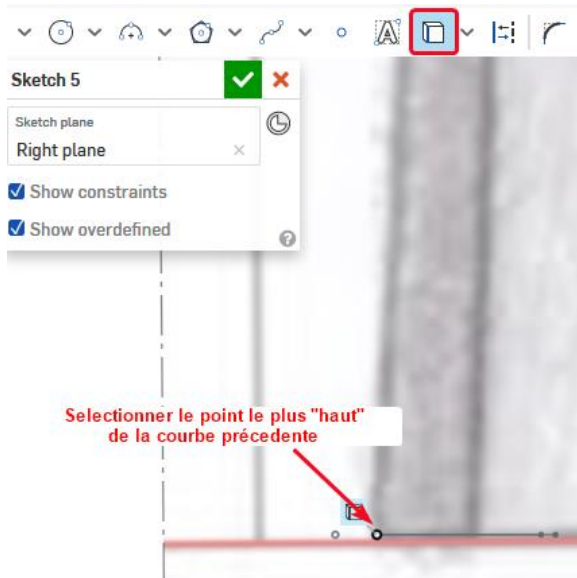 Sketch 5
Sketch plane
Right plane
Show constraints
Show overdefined
Selectionner le point le plus "haut"
de la courbe précedente